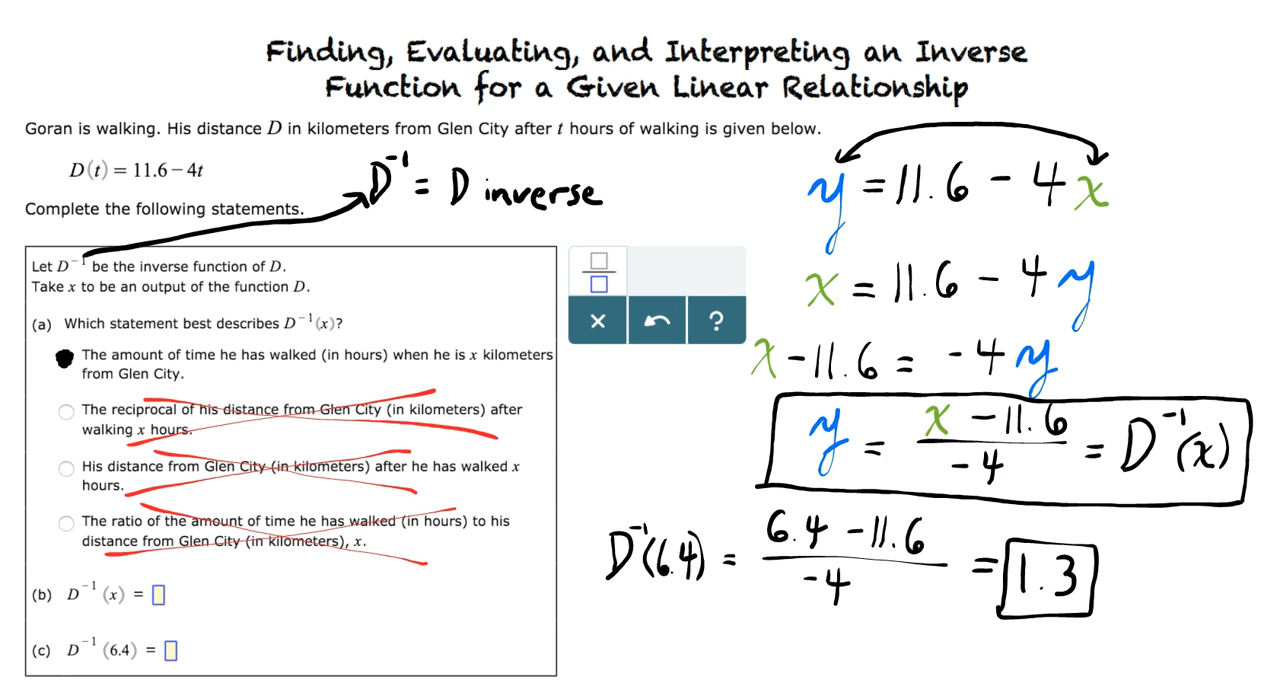 Finding, Evaluating, and Interpreting an Inverse
Function for a Given Linear Relationship
Goran is walking. His distance D in kilometers from Glen City after t hours of walking is given below.
D(t) = 11.6 − 4t
Complete the following statements.
D⁻¹ = D inverse
Let D⁻¹ be the inverse function of D.
Take x to be an output of the function D.
(a) Which statement best describes D⁻¹(x)?
The amount of time he has walked (in hours) when he is x kilometers
from Glen City.
The reciprocal of his distance from Glen City (in kilometers) after
walking x hours.
His distance from Glen City (in kilometers) after he has walked x
hours.
The ratio of the amount of time he has walked (in hours) to his
distance from Glen City (in kilometers), x.
(b) D⁻¹ (x) =
(c) D⁻¹ (6.4) =
× ?
y = 11.6 − 4x
x = 11.6 − 4y
x − 11.6 = −4y
y = (x − 11.6)/−4 = D⁻¹(x)
D⁻¹(6.4) = (6.4 − 11.6)/−4 = 1.3